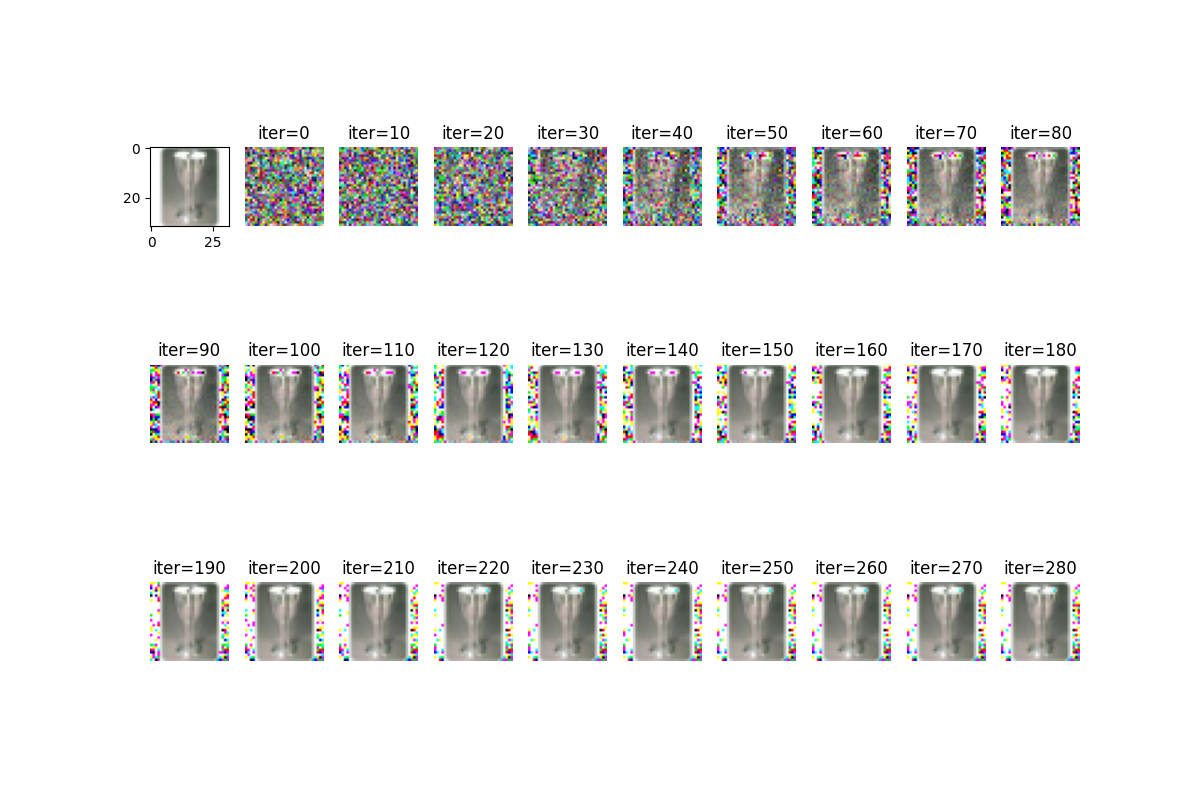 iter=0 iter=10 iter=20 iter=30 iter=40 iter=50 iter=60 iter=70 iter=80
0
20
0 25
iter=90 iter=100 iter=110 iter=120 iter=130 iter=140 iter=150 iter=160 iter=170 iter=180
iter=190 iter=200 iter=210 iter=220 iter=230 iter=240 iter=250 iter=260 iter=270 iter=280